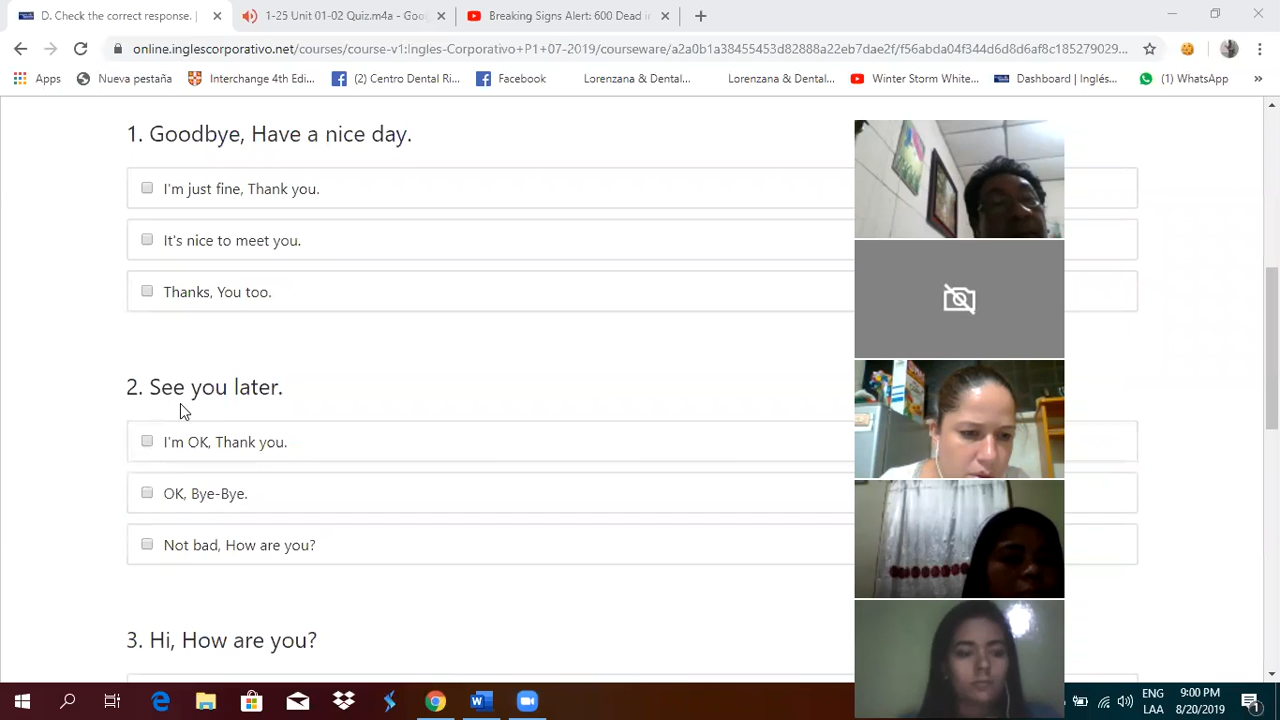 D. Check the correct response.
1-25 Unit 01-02 Quiz.m4a - Goo
Breaking Signs Alert: 600 Dead in
online.inglescorporativo.net/courses/course-v1:Ingles-Corporativo+P1+07-2019/courseware/a2a0b1a38455453d82885a22eb7dae2f/f56abda04f344d6d8d6af8c185279029...
Apps Nueva pestaña Interchange 4th Edi... (2) Centro Dental Ri... Facebook Lorenzana & Dental... Lorenzana & Dental... Winter Storm White... Dashboard | Inglés... (1) WhatsApp »
1. Goodbye, Have a nice day.
I'm just fine, Thank you.
It's nice to meet you.
Thanks, You too.
2. See you later.
I'm OK, Thank you.
OK, Bye-Bye.
Not bad, How are you?
3. Hi, How are you?
ENG 9:00 PM
LAA 8/20/2019
1